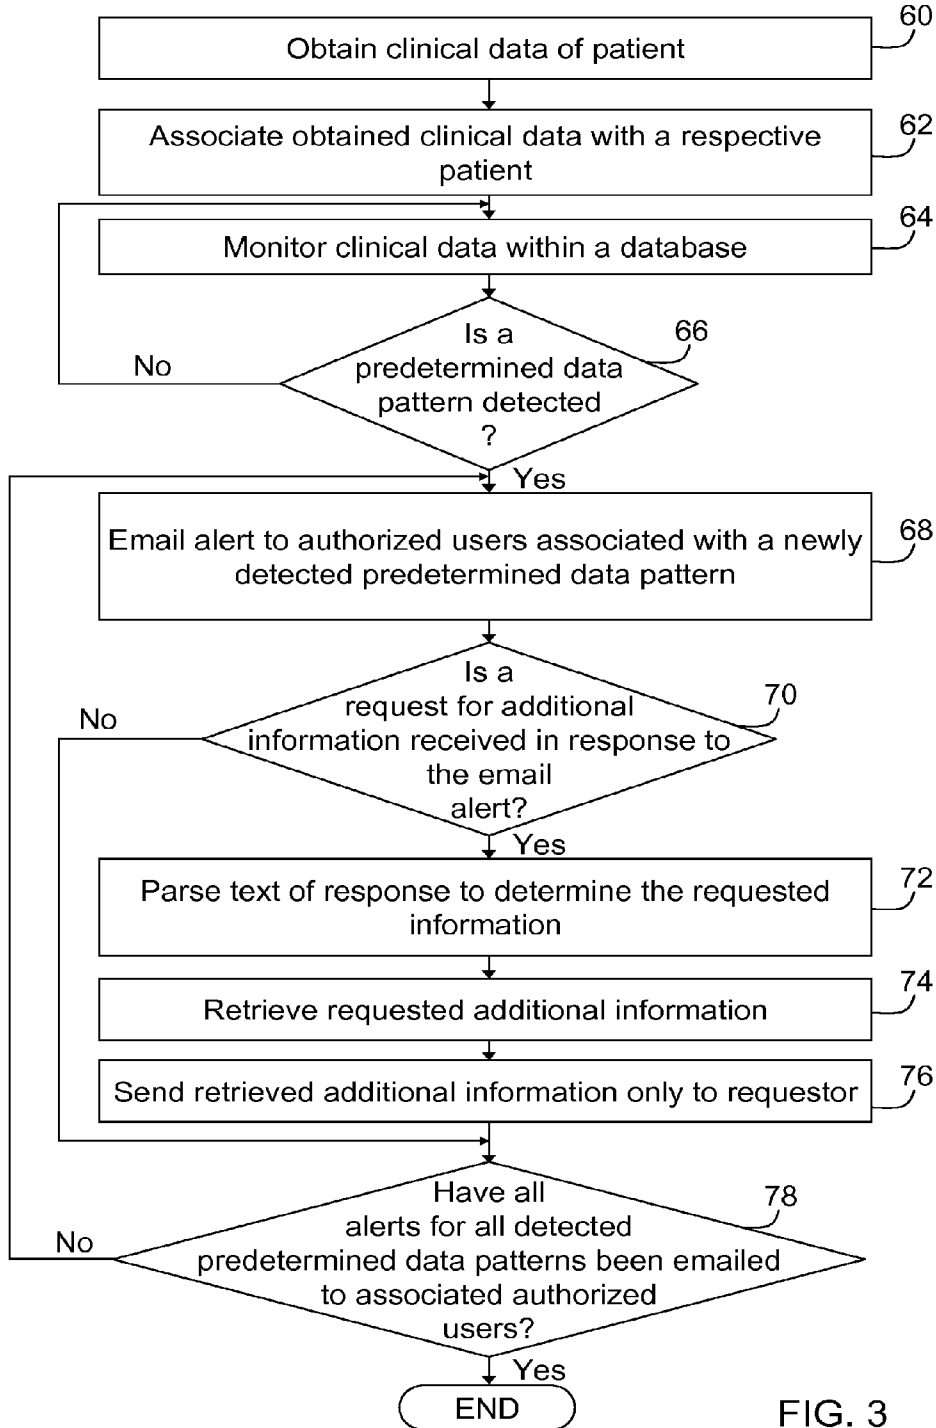 60
Obtain clinical data of patient
62
Associate obtained clinical data with a respective
patient
64
Monitor clinical data within a database
66
Is a
predetermined data
pattern detected
?
No
Yes
68
Email alert to authorized users associated with a newly
detected predetermined data pattern
70
Is a
request for additional
information received in response to
the email
alert?
No
Yes
72
Parse text of response to determine the requested
information
74
Retrieve requested additional information
76
Send retrieved additional information only to requestor
78
Have all
alerts for all detected
predetermined data patterns been emailed
to associated authorized
users?
No
Yes
END
FIG. 3